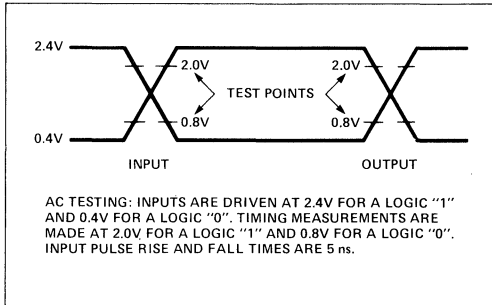 2.4V
2.0V
2.0V
TEST POINTS
0.8V
0.8V
0.4V
INPUT
OUTPUT
AC TESTING: INPUTS ARE DRIVEN AT 2.4V FOR A LOGIC "1"
AND 0.4V FOR A LOGIC "0". TIMING MEASUREMENTS ARE
MADE AT 2.0V FOR A LOGIC "1" AND 0.8V FOR A LOGIC "0".
INPUT PULSE RISE AND FALL TIMES ARE 5 ns.